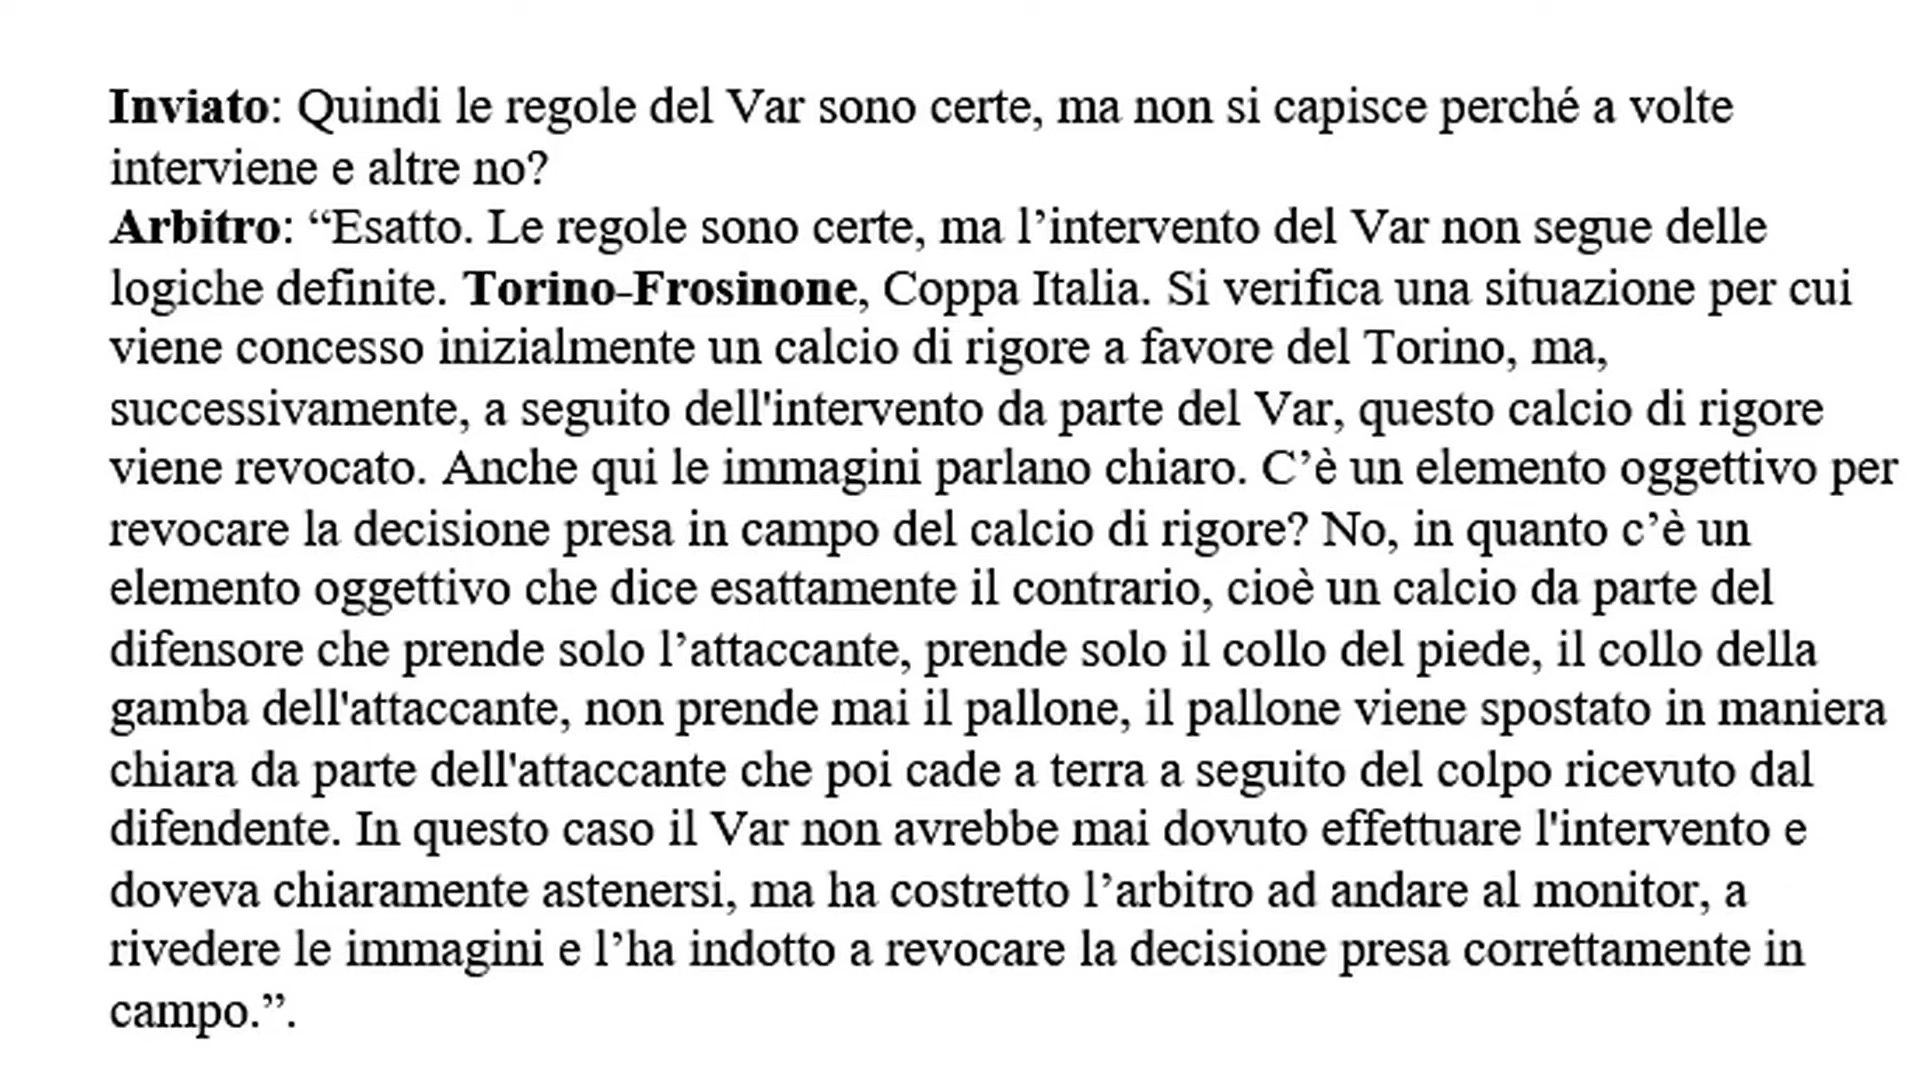 Inviato: Quindi le regole del Var sono certe, ma non si capisce perché a volte
interviene e altre no?
Arbitro: “Esatto. Le regole sono certe, ma l’intervento del Var non segue delle
logiche definite. Torino-Frosinone, Coppa Italia. Si verifica una situazione per cui
viene concesso inizialmente un calcio di rigore a favore del Torino, ma,
successivamente, a seguito dell'intervento da parte del Var, questo calcio di rigore
viene revocato. Anche qui le immagini parlano chiaro. C’è un elemento oggettivo per
revocare la decisione presa in campo del calcio di rigore? No, in quanto c’è un
elemento oggettivo che dice esattamente il contrario, cioè un calcio da parte del
difensore che prende solo l’attaccante, prende solo il collo del piede, il collo della
gamba dell'attaccante, non prende mai il pallone, il pallone viene spostato in maniera
chiara da parte dell'attaccante che poi cade a terra a seguito del colpo ricevuto dal
difendente. In questo caso il Var non avrebbe mai dovuto effettuare l'intervento e
doveva chiaramente astenersi, ma ha costretto l’arbitro ad andare al monitor, a
rivedere le immagini e l’ha indotto a revocare la decisione presa correttamente in
campo.”.